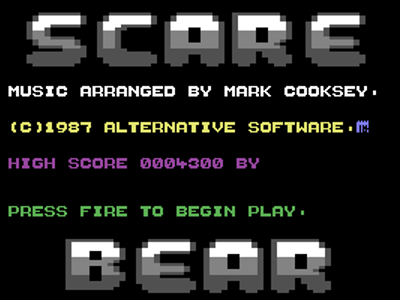 SCARE
MUSIC ARRANGED BY MARK COOKSEY.
(C)1987 ALTERNATIVE SOFTWARE.
HIGH SCORE 0004300 BY
PRESS FIRE TO BEGIN PLAY.
BEAR